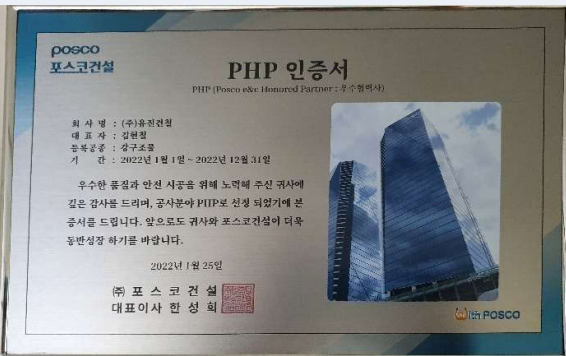 posco
포스코건설
PHP 인증서
PHP (Posco e&c Honored Partner : 우수협력사)
회 사 명 : (주)유진건철
대 표 자 : 김현철
등록공종 : 강구조물
기 간 : 2022년 1월 1일 ~ 2022년 12월 31일
우수한 품질과 안전 시공을 위해 노력해 주신 귀사에
깊은 감사를 드리며, 공사분야 PHP로 선정 되었기에 본
증서를 드립니다. 앞으로도 귀사와 포스코건설이 더욱
동반성장 하기를 바랍니다.
2022년 1월 25일
㈜ 포 스 코 건 설
대표이사 한 성 희
With POSCO